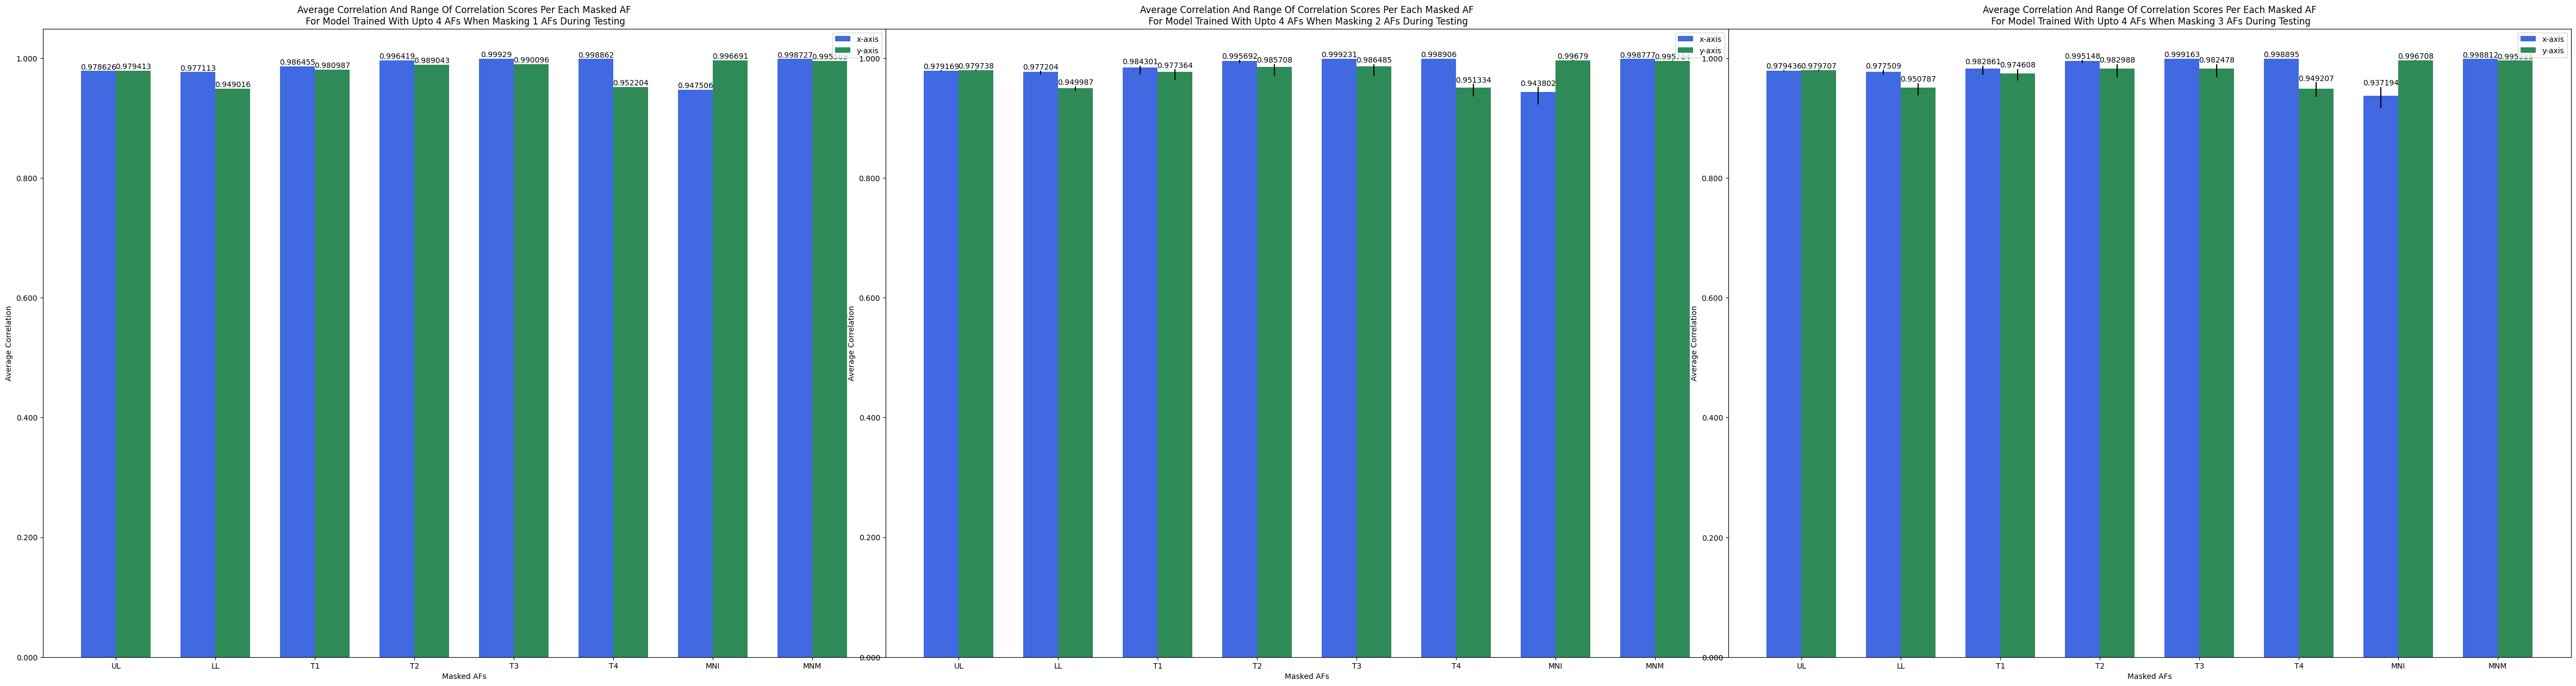 Average Correlation And Range Of Correlation Scores Per Each Masked AF
For Model Trained With Upto 4 AFs When Masking 1 AFs During Testing
x-axis
y-axis
1.000
0.800
0.600
0.400
0.200
0.000
Average Correlation
0.978626
0.979413
0.977113
0.949016
0.986455
0.980987
0.996419
0.989043
0.99929
0.990096
0.998862
0.952204
0.947506
0.996691
0.998727
UL
LL
T1
T2
T3
T4
MNI
MNM
Masked AFs
Average Correlation And Range Of Correlation Scores Per Each Masked AF
For Model Trained With Upto 4 AFs When Masking 2 AFs During Testing
x-axis
y-axis
1.000
0.800
0.600
0.400
0.200
0.000
Average Correlation
0.979169
0.979738
0.977204
0.949987
0.984301
0.977364
0.995692
0.985708
0.999231
0.986485
0.998906
0.951334
0.943802
0.99679
0.998777
UL
LL
T1
T2
T3
T4
MNI
MNM
Masked AFs
Average Correlation And Range Of Correlation Scores Per Each Masked AF
For Model Trained With Upto 4 AFs When Masking 3 AFs During Testing
x-axis
y-axis
1.000
0.800
0.600
0.400
0.200
0.000
Average Correlation
0.979436
0.979707
0.977509
0.950787
0.982861
0.974608
0.995148
0.982988
0.999163
0.982478
0.998895
0.949207
0.937194
0.996708
0.998812
UL
LL
T1
T2
T3
T4
MNI
MNM
Masked AFs